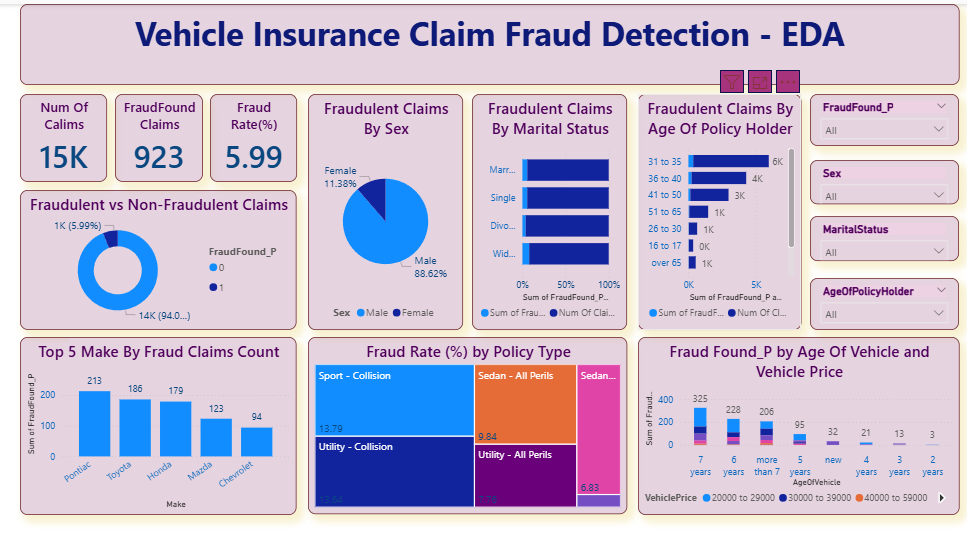 Vehicle Insurance Claim Fraud Detection - EDA
Num Of
Calims
15K
FraudFound
Claims
923
Fraud
Rate(%)
5.99
Fraudulent vs Non-Fraudulent Claims
1K (5.99%)
14K (94.0...)
FraudFound_P
0
1
Fraudulent Claims
By Sex
Female
11.38%
Male
88.62%
Sex Male Female
Fraudulent Claims
By Marital Status
Marr...
Single
Divo...
Wid...
0% 50% 100%
Sum of FraudFound_P...
Sum of Frau... Num Of Clai...
Fraudulent Claims By
Age Of Policy Holder
31 to 35 6K
36 to 40 4K
41 to 50 3K
51 to 65 1K
26 to 30 1K
16 to 17 0K
over 65 1K
0K 5K
Sum of FraudFound_P a...
Sum of FraudF... Num Of Cl...
FraudFound_P
All
Sex
All
MaritalStatus
All
AgeOfPolicyHolder
All
Top 5 Make By Fraud Claims Count
Sum of FraudFound_P
200
100
0
213
186
179
123
94
Pontiac
Toyota
Honda
Mazda
Chevrolet
Make
Fraud Rate (%) by Policy Type
Sport - Collision
13.79
Utility - Collision
Sedan - All Perils
9.84
Utility - All Perils
Sedan...
6.83
Fraud Found_P by Age Of Vehicle and
Vehicle Price
Sum of Fraud...
400
200
0
325
228
206
95
32
21
13
3
7 years
6 years
more than 7
5 years
new
4 years
3 years
2 years
AgeOfVehicle
VehiclePrice 20000 to 29000 30000 to 39000 40000 to 59000